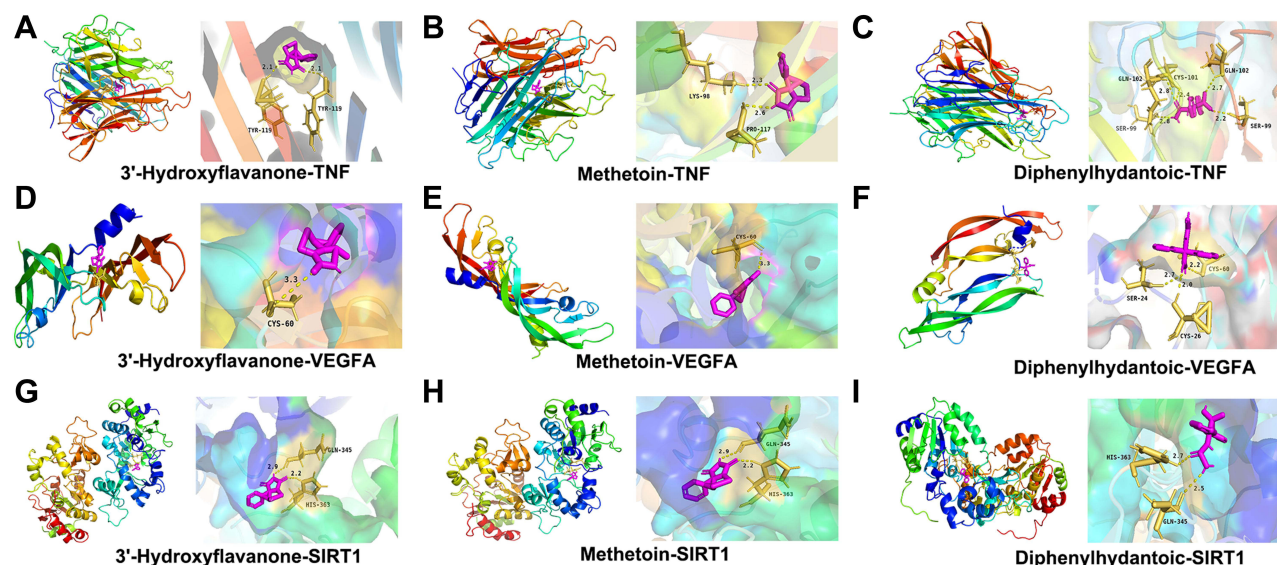 A
B
C
2.1
2.1
TYR-119
TYR-119
2.3
LYS-98
2.6
PRO-117
GLN-102
CYS-101
GLN-102
2.8
2.4
2.7
2.2
SER-99
2.8
SER-99
3'-Hydroxyflavanone-TNF
Methetoin-TNF
Diphenylhydantoic-TNF
D
E
F
3.3
CYS-60
CYS-60
3.3
2.2
CYS-60
2.7
2.0
SER-24
CYS-26
3'-Hydroxyflavanone-VEGFA
Methetoin-VEGFA
Diphenylhydantoic-VEGFA
G
H
I
GLN-345
2.9
2.2
HIS-363
GLN-345
2.9
2.2
HIS-363
HIS-363
2.7
2.5
GLN-345
3'-Hydroxyflavanone-SIRT1
Methetoin-SIRT1
Diphenylhydantoic-SIRT1